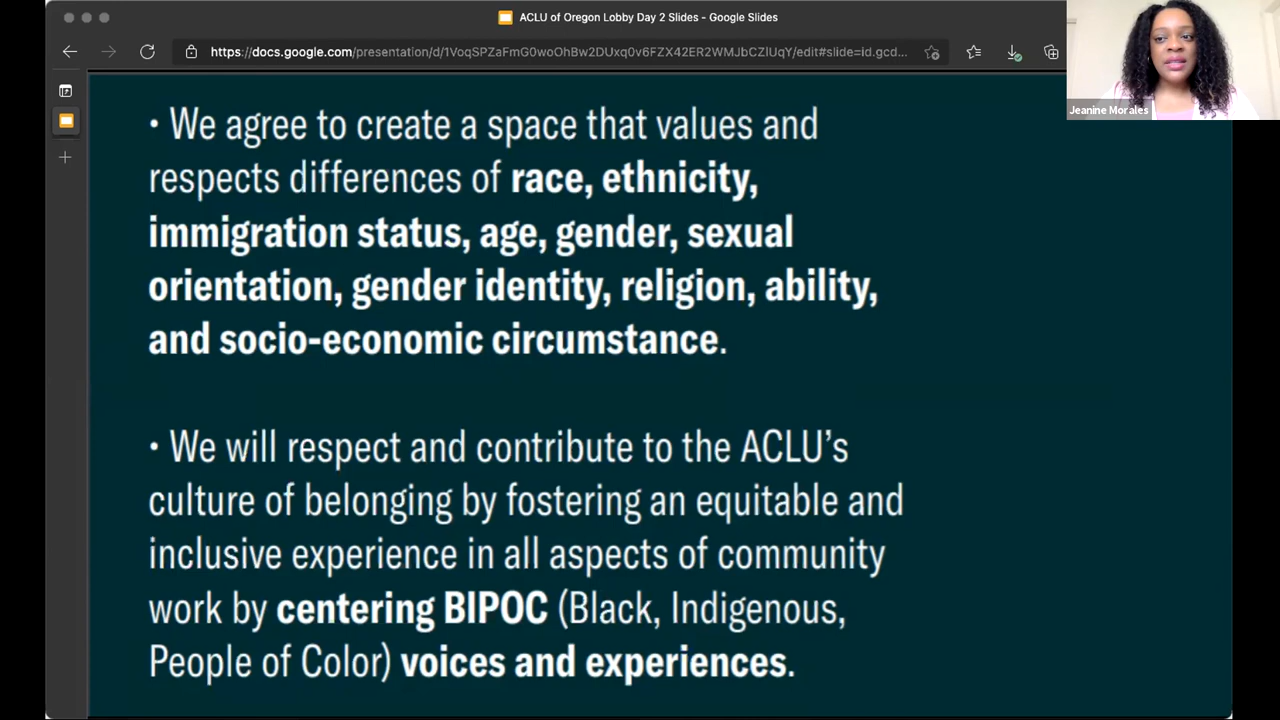 ACLU of Oregon Lobby Day 2 Slides - Google Slides
https://docs.google.com/presentation/d/1VoqSPZaFmG0woOhBw2DUxq0v6FZX42ER2WMJbCZlUqY/edit#slide=id.gcd...
Jeanine Morales
• We agree to create a space that values and
respects differences of race, ethnicity,
immigration status, age, gender, sexual
orientation, gender identity, religion, ability,
and socio-economic circumstance.
• We will respect and contribute to the ACLU’s
culture of belonging by fostering an equitable and
inclusive experience in all aspects of community
work by centering BIPOC (Black, Indigenous,
People of Color) voices and experiences.